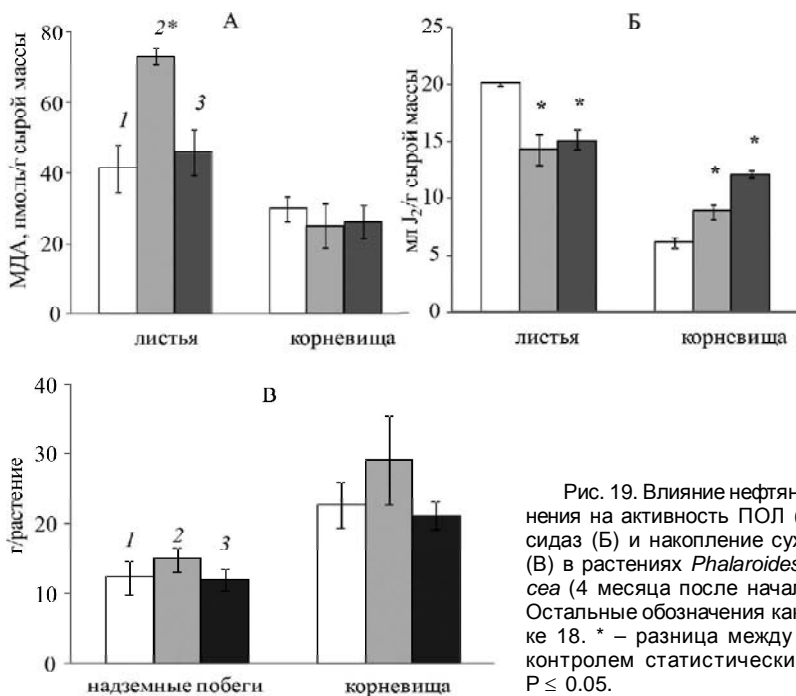 А
МДА, нмоль/г сырой массы
80
60
40
20
0
1
2*
3
листья
корневища
Б
мл J₂/г сырой массы
25
20
15
10
5
0
* *
* *
листья
корневища
В
г/растение
40
30
20
10
0
1
2
3
надземные побеги
корневища
Рис. 19. Влияние нефтян
нения на активность ПОЛ (
сидаз (Б) и накопление сух
(В) в растениях Phalaroides
cea (4 месяца после начал
Остальные обозначения как
ке 18. * – разница между
контролем статистически
P ≤ 0.05.